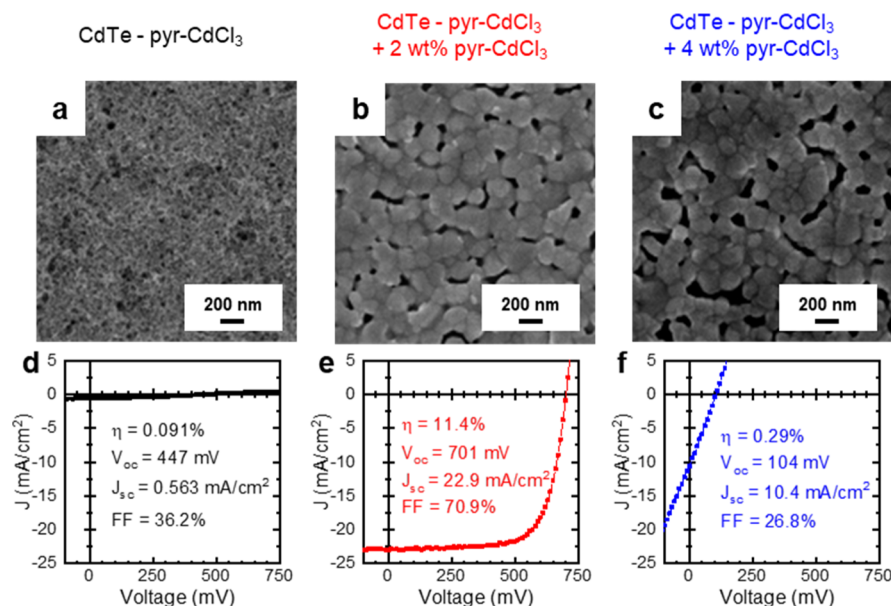 CdTe - pyr-CdCl₃
CdTe - pyr-CdCl₃
+ 2 wt% pyr-CdCl₃
CdTe - pyr-CdCl₃
+ 4 wt% pyr-CdCl₃
a
200 nm
b
200 nm
c
200 nm
d
5
0
-5
-10
-15
-20
-25
J (mA/cm²)
η = 0.091%
Voc = 447 mV
Jsc = 0.563 mA/cm²
FF = 36.2%
0 250 500 750
Voltage (mV)
e
5
0
-5
-10
-15
-20
-25
J (mA/cm²)
η = 11.4%
Voc = 701 mV
Jsc = 22.9 mA/cm²
FF = 70.9%
0 250 500 750
Voltage (mV)
f
5
0
-5
-10
-15
-20
-25
J (mA/cm²)
η = 0.29%
Voc = 104 mV
Jsc = 10.4 mA/cm²
FF = 26.8%
0 250 500 750
Voltage (mV)